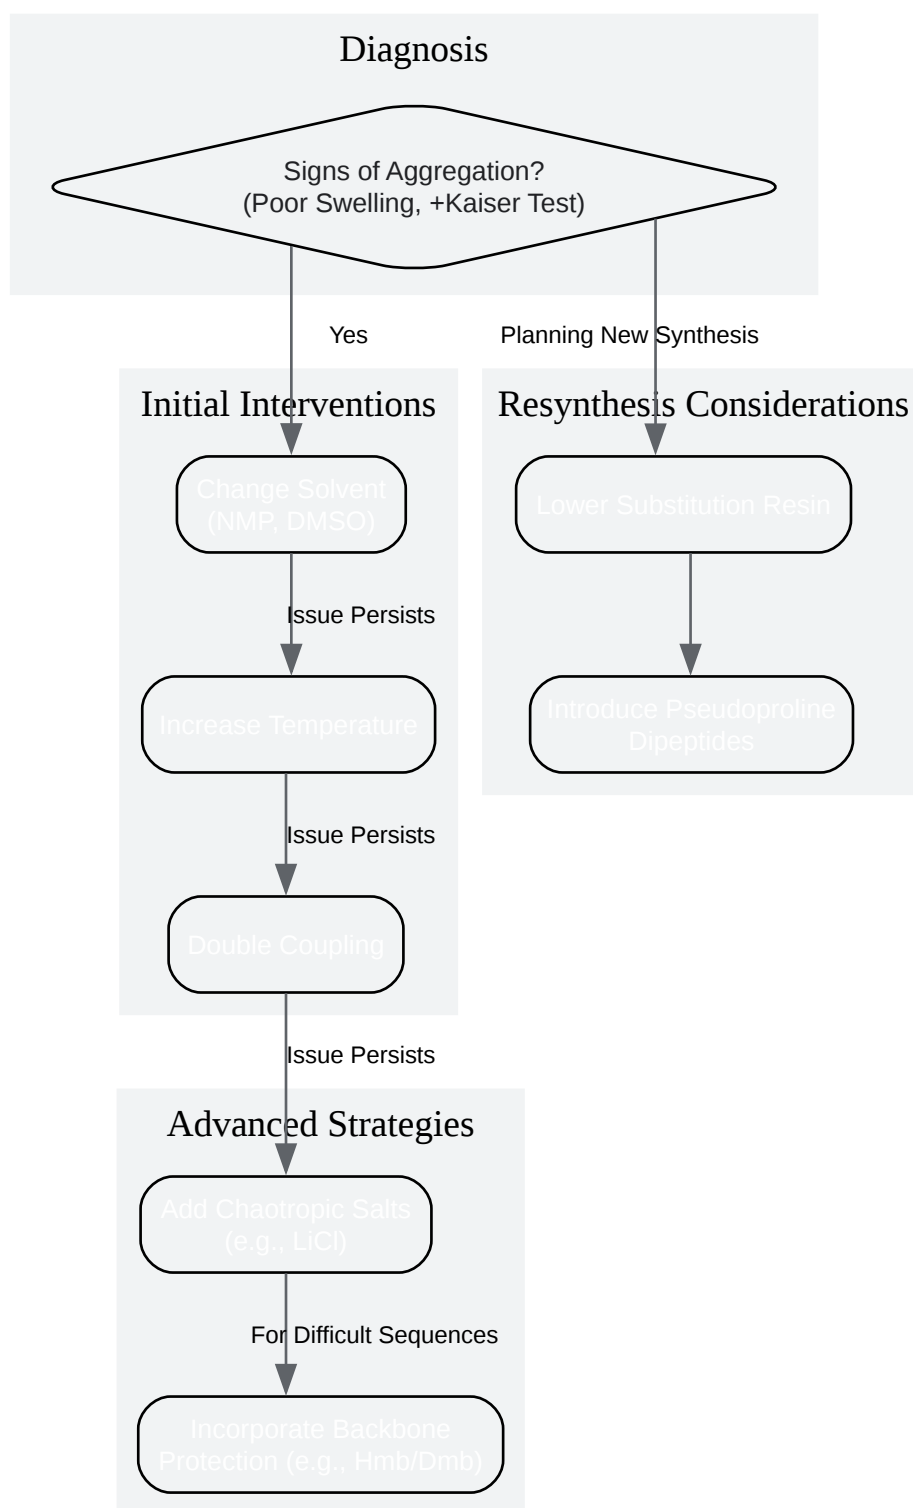 Diagnosis
Signs of Aggregation?
(Poor Swelling, +Kaiser Test)
Yes
Planning New Synthesis
Initial Interventions
Resynthesis Considerations
Change Solvent
(NMP, DMSO)
Lower Substitution Resin
Issue Persists
Increase Temperature
Introduce Pseudoproline
Dipeptides
Issue Persists
Double Coupling
Issue Persists
Advanced Strategies
Add Chaotropic Salts
(e.g., LiCl)
For Difficult Sequences
Incorporate Backbone
Protection (e.g., Hmb/Dmb)